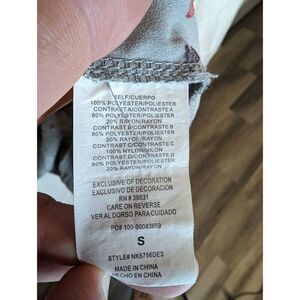 SELF/CUERPO
100% POLYESTER/POLIESTER
CONTRAST A/CONTRASTE A
80% POLYESTER/POLIESTER
20% RAYON/RAYON
CONTRAST B/CONTRASTE B
80% POLYESTER/POLIESTER
20% RAYON/RAYON
CONTRAST C/CONTRASTE C
100% NYLON/NILON
CONTRAST D/CONTRASTE D
80% POLYESTER/POLIESTER
20% RAYON/RAYON
EXCLUSIVE OF DECORATION
EXCLUSIVO DE DECORACION
RN # 39831
CARE ON REVERSE
VER AL DORSO PARA CUIDADO
PO# 100-00043659
S
STYLE# NK6756DE3
MADE IN CHINA
HECHO EN CHINA